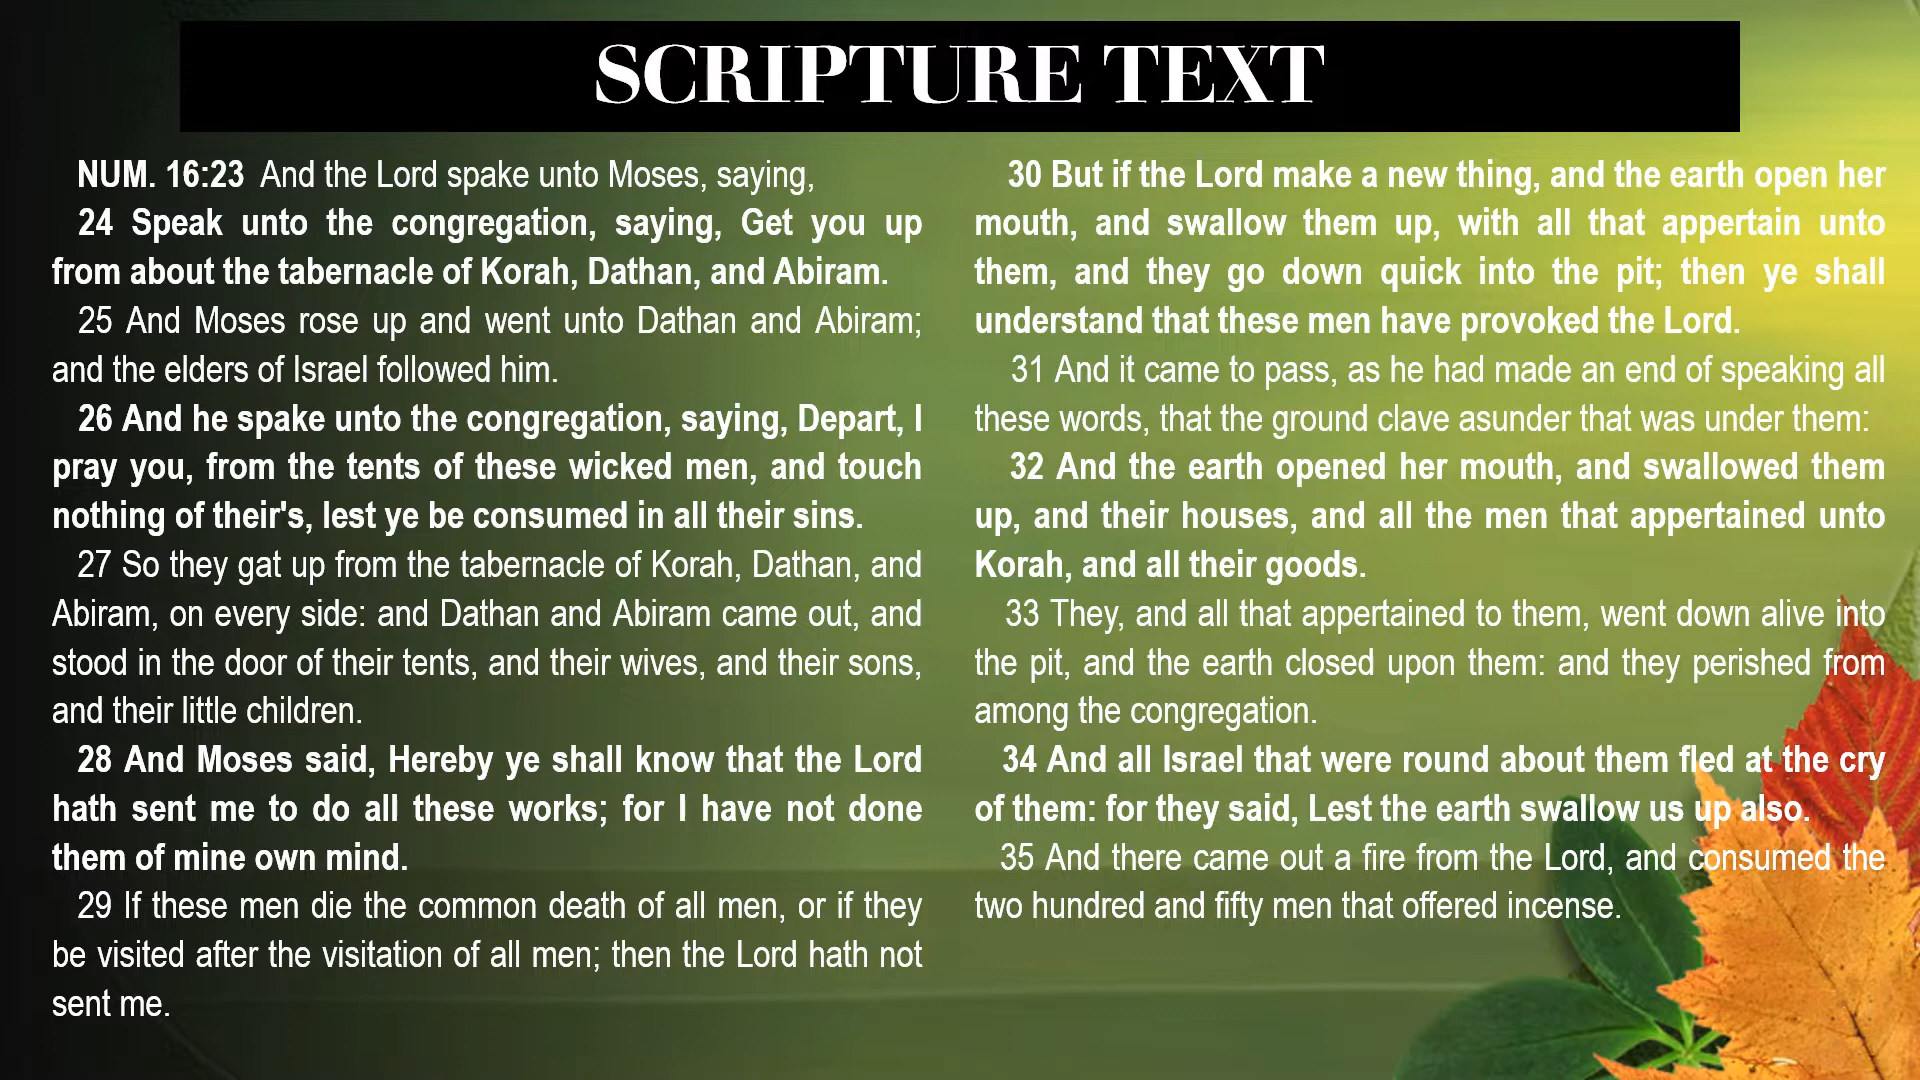 SCRIPTURE TEXT
NUM. 16:23 And the Lord spake unto Moses, saying,
24 Speak unto the congregation, saying, Get you up
from about the tabernacle of Korah, Dathan, and Abiram.
25 And Moses rose up and went unto Dathan and Abiram;
and the elders of Israel followed him.
26 And he spake unto the congregation, saying, Depart, I
pray you, from the tents of these wicked men, and touch
nothing of their's, lest ye be consumed in all their sins.
27 So they gat up from the tabernacle of Korah, Dathan, and
Abiram, on every side: and Dathan and Abiram came out, and
stood in the door of their tents, and their wives, and their sons,
and their little children.
28 And Moses said, Hereby ye shall know that the Lord
hath sent me to do all these works; for I have not done
them of mine own mind.
29 If these men die the common death of all men, or if they
be visited after the visitation of all men; then the Lord hath not
sent me.
30 But if the Lord make a new thing, and the earth open her
mouth, and swallow them up, with all that appertain unto
them, and they go down quick into the pit; then ye shall
understand that these men have provoked the Lord.
31 And it came to pass, as he had made an end of speaking all
these words, that the ground clave asunder that was under them:
32 And the earth opened her mouth, and swallowed them
up, and their houses, and all the men that appertained unto
Korah, and all their goods.
33 They, and all that appertained to them, went down alive into
the pit, and the earth closed upon them: and they perished from
among the congregation.
34 And all Israel that were round about them fled at the cry
of them: for they said, Lest the earth swallow us up also.
35 And there came out a fire from the Lord, and consumed the
two hundred and fifty men that offered incense.